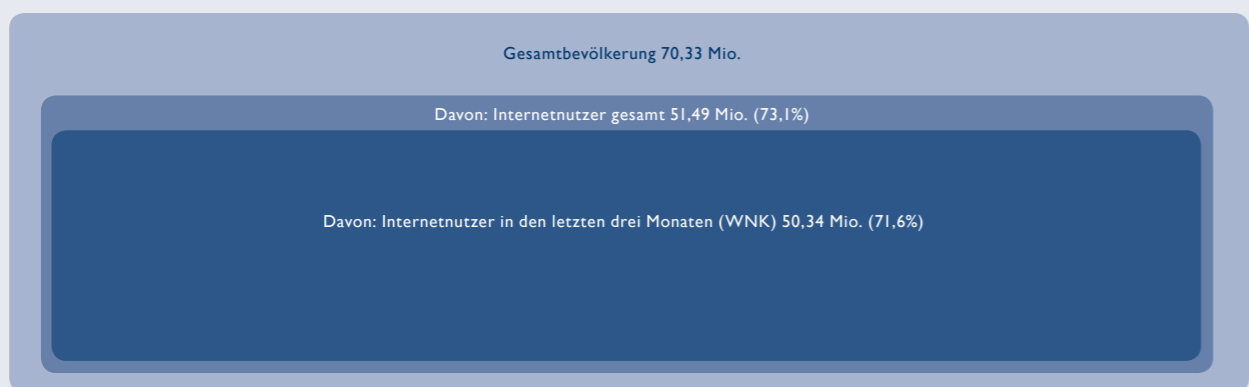 Gesamtbevölkerung 70,33 Mio.
Davon: Internetnutzer gesamt 51,49 Mio. (73,1%)
Davon: Internetnutzer in den letzten drei Monaten (WNK) 50,34 Mio. (71,6%)